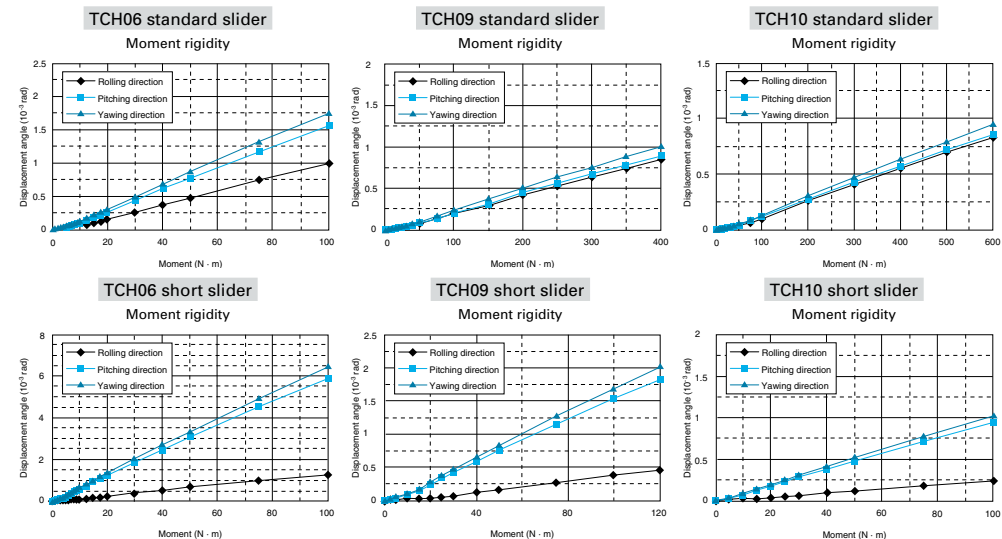 TCH06 standard slider
Moment rigidity
Displacement angle (10⁻³ rad)
2.5
2
1.5
1
0.5
0
Rolling direction
Pitching direction
Yawing direction
0 20 40 60 80 100
Moment (N · m)
TCH09 standard slider
Moment rigidity
Displacement angle (10⁻³ rad)
2
1.5
1
0.5
0
Rolling direction
Pitching direction
Yawing direction
0 100 200 300 400
Moment (N · m)
TCH10 standard slider
Moment rigidity
Displacement angle (10⁻³ rad)
1.5
1
0.5
0
Rolling direction
Pitching direction
Yawing direction
0 100 200 300 400 500 600
Moment (N · m)
TCH06 short slider
Moment rigidity
Displacement angle (10⁻³ rad)
8
6
4
2
0
Rolling direction
Pitching direction
Yawing direction
0 20 40 60 80 100
Moment (N · m)
TCH09 short slider
Moment rigidity
Displacement angle (10⁻³ rad)
2.5
2
1.5
1
0.5
0
Rolling direction
Pitching direction
Yawing direction
0 40 80 120
Moment (N · m)
TCH10 short slider
Moment rigidity
Displacement angle (10⁻³ rad)
2
1.5
1
0.5
0
Rolling direction
Pitching direction
Yawing direction
0 20 40 60 80 100
Moment (N · m)